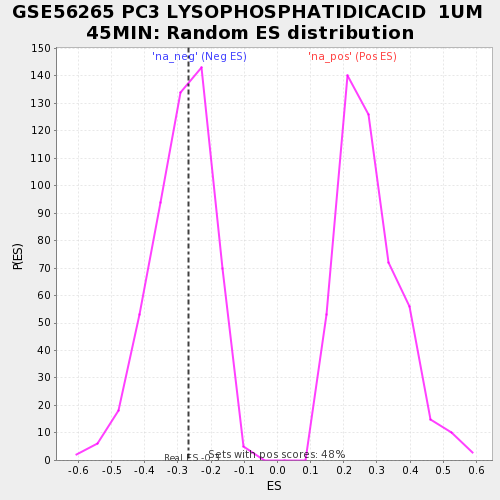 GSE56265 PC3 LYSOPHOSPHATIDICACID 1UM
45MIN: Random ES distribution
'na_neg' (Neg ES) 'na_pos' (Pos ES)
150
140
130
120
110
100
90
80
70
60
50
40
30
20
10
0
P(ES)
Real ES Sets with pos scores: 48%
-0.6 -0.5 -0.4 -0.3 -0.2 -0.1 0.0 0.1 0.2 0.3 0.4 0.5 0.6
ES